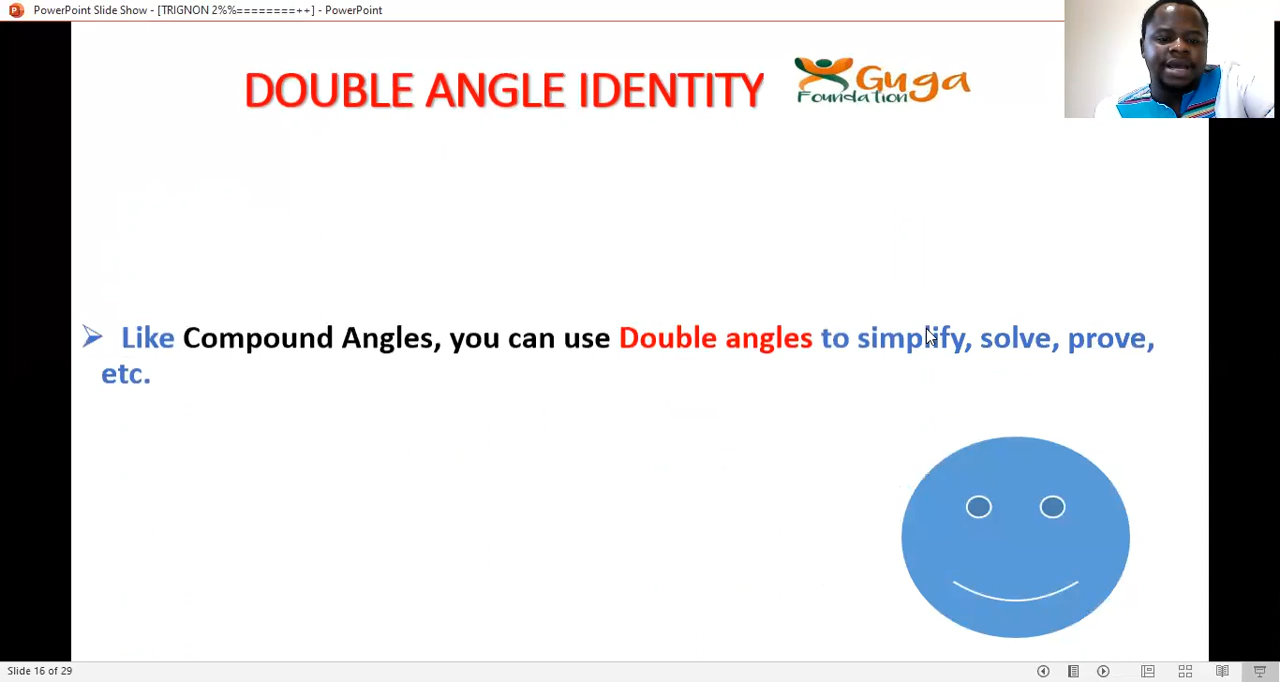 PowerPoint Slide Show - [TRIGNON 2%%========++] - PowerPoint
DOUBLE ANGLE IDENTITY
Guga
Foundation
Like Compound Angles, you can use Double angles to simplify, solve, prove,
etc.
Slide 16 of 29